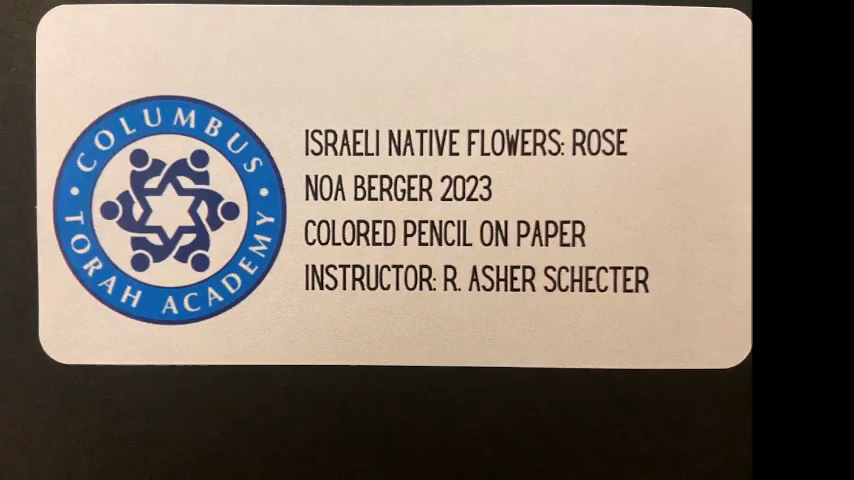 COLUMBUS
TORAH ACADEMY
ISRAELI NATIVE FLOWERS: ROSE
NOA BERGER 2023
COLORED PENCIL ON PAPER
INSTRUCTOR: R. ASHER SCHECTER